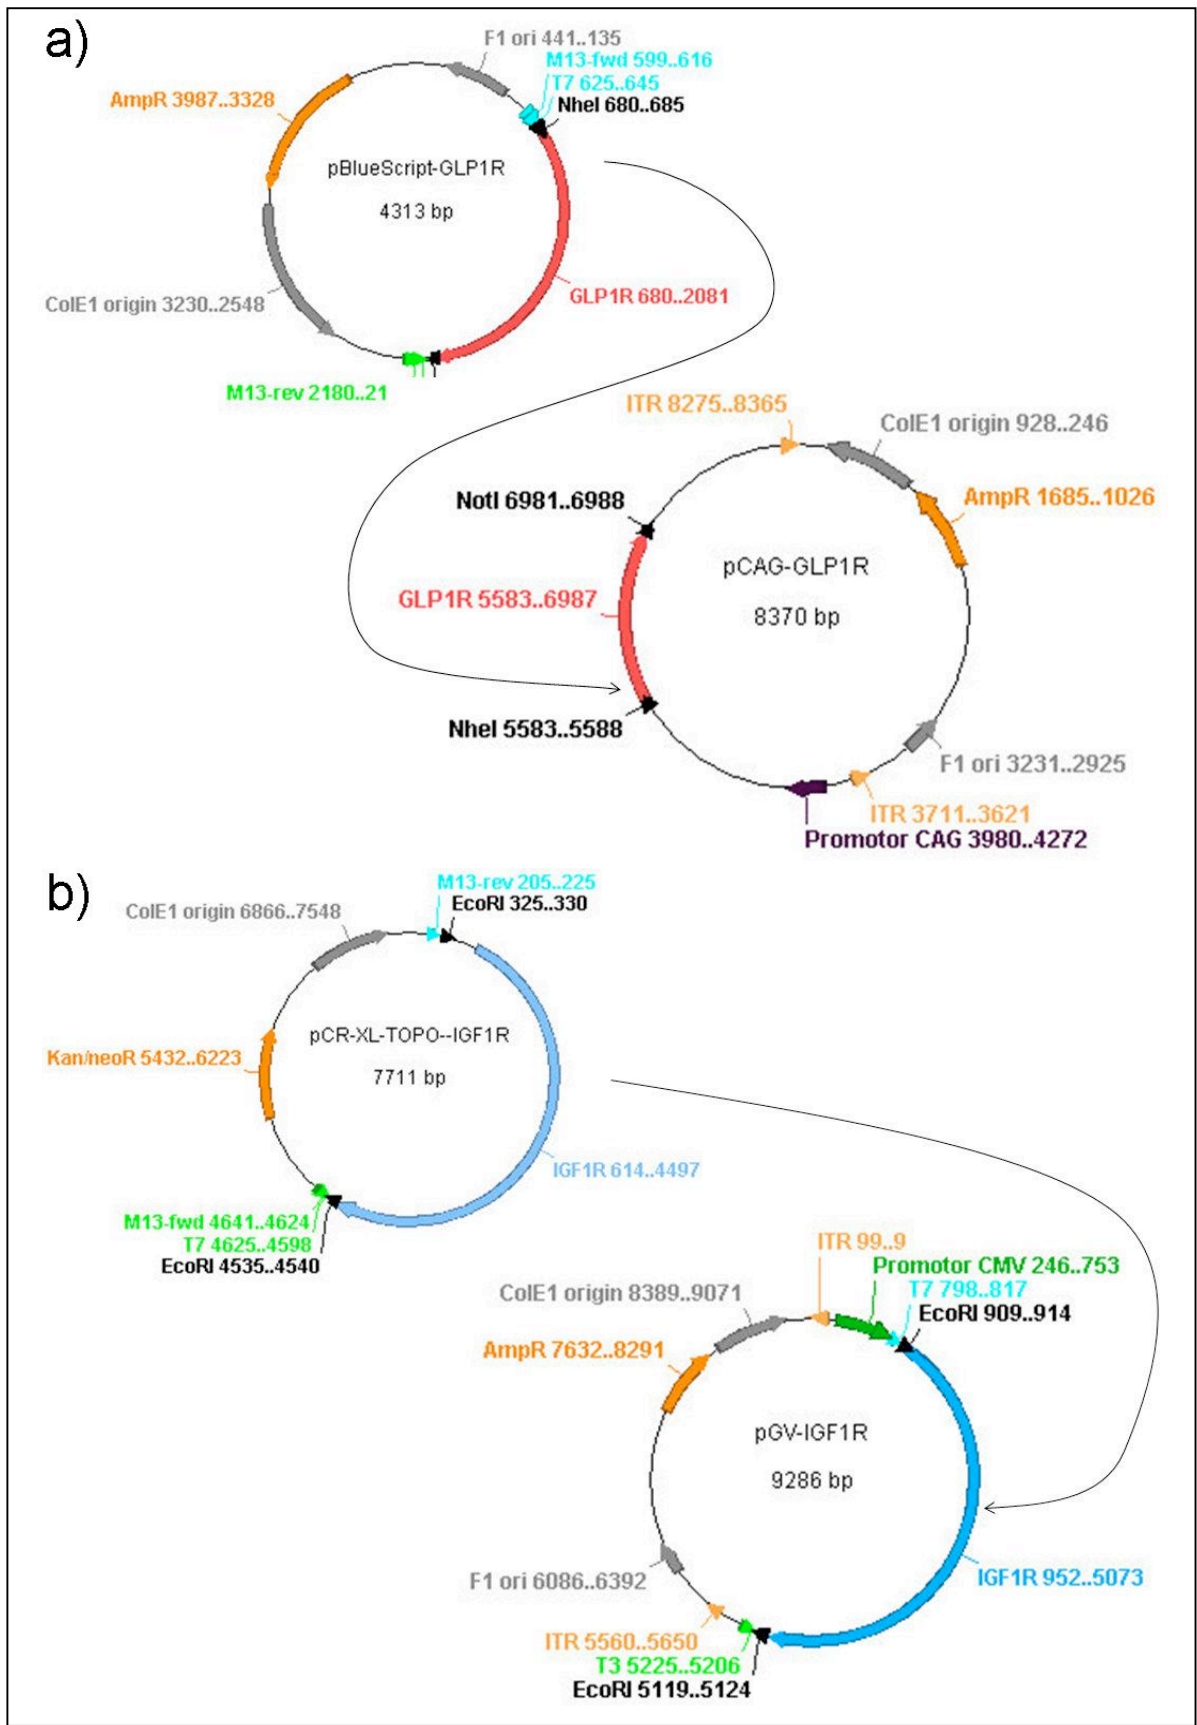 a)
F1 ori 441..135
M13-fwd 599..616
T7 625..645
NheI 680..685
AmpR 3987..3328
pBlueScript-GLP1R
4313 bp
GLP1R 680..2081
ColE1 origin 3230..2548
M13-rev 2180..21
ITR 8275..8365
ColE1 origin 928..246
NotI 6981..6988
AmpR 1685..1026
pCAG-GLP1R
8370 bp
GLP1R 5583..6987
NheI 5583..5588
F1 ori 3231..2925
ITR 3711..3621
Promotor CAG 3980..4272
b)
M13-rev 205..225
EcoRI 325..330
ColE1 origin 6866..7548
pCR-XL-TOPO--IGF1R
7711 bp
Kan/neoR 5432..6223
IGF1R 614..4497
M13-fwd 4641..4624
T7 4625..4598
EcoRI 4535..4540
ITR 99..9
Promotor CMV 246..753
T7 798..817
EcoRI 909..914
ColE1 origin 8389..9071
AmpR 7632..8291
pGV-IGF1R
9286 bp
F1 ori 6086..6392
IGF1R 952..5073
ITR 5560..5650
T3 5225..5206
EcoRI 5119..5124